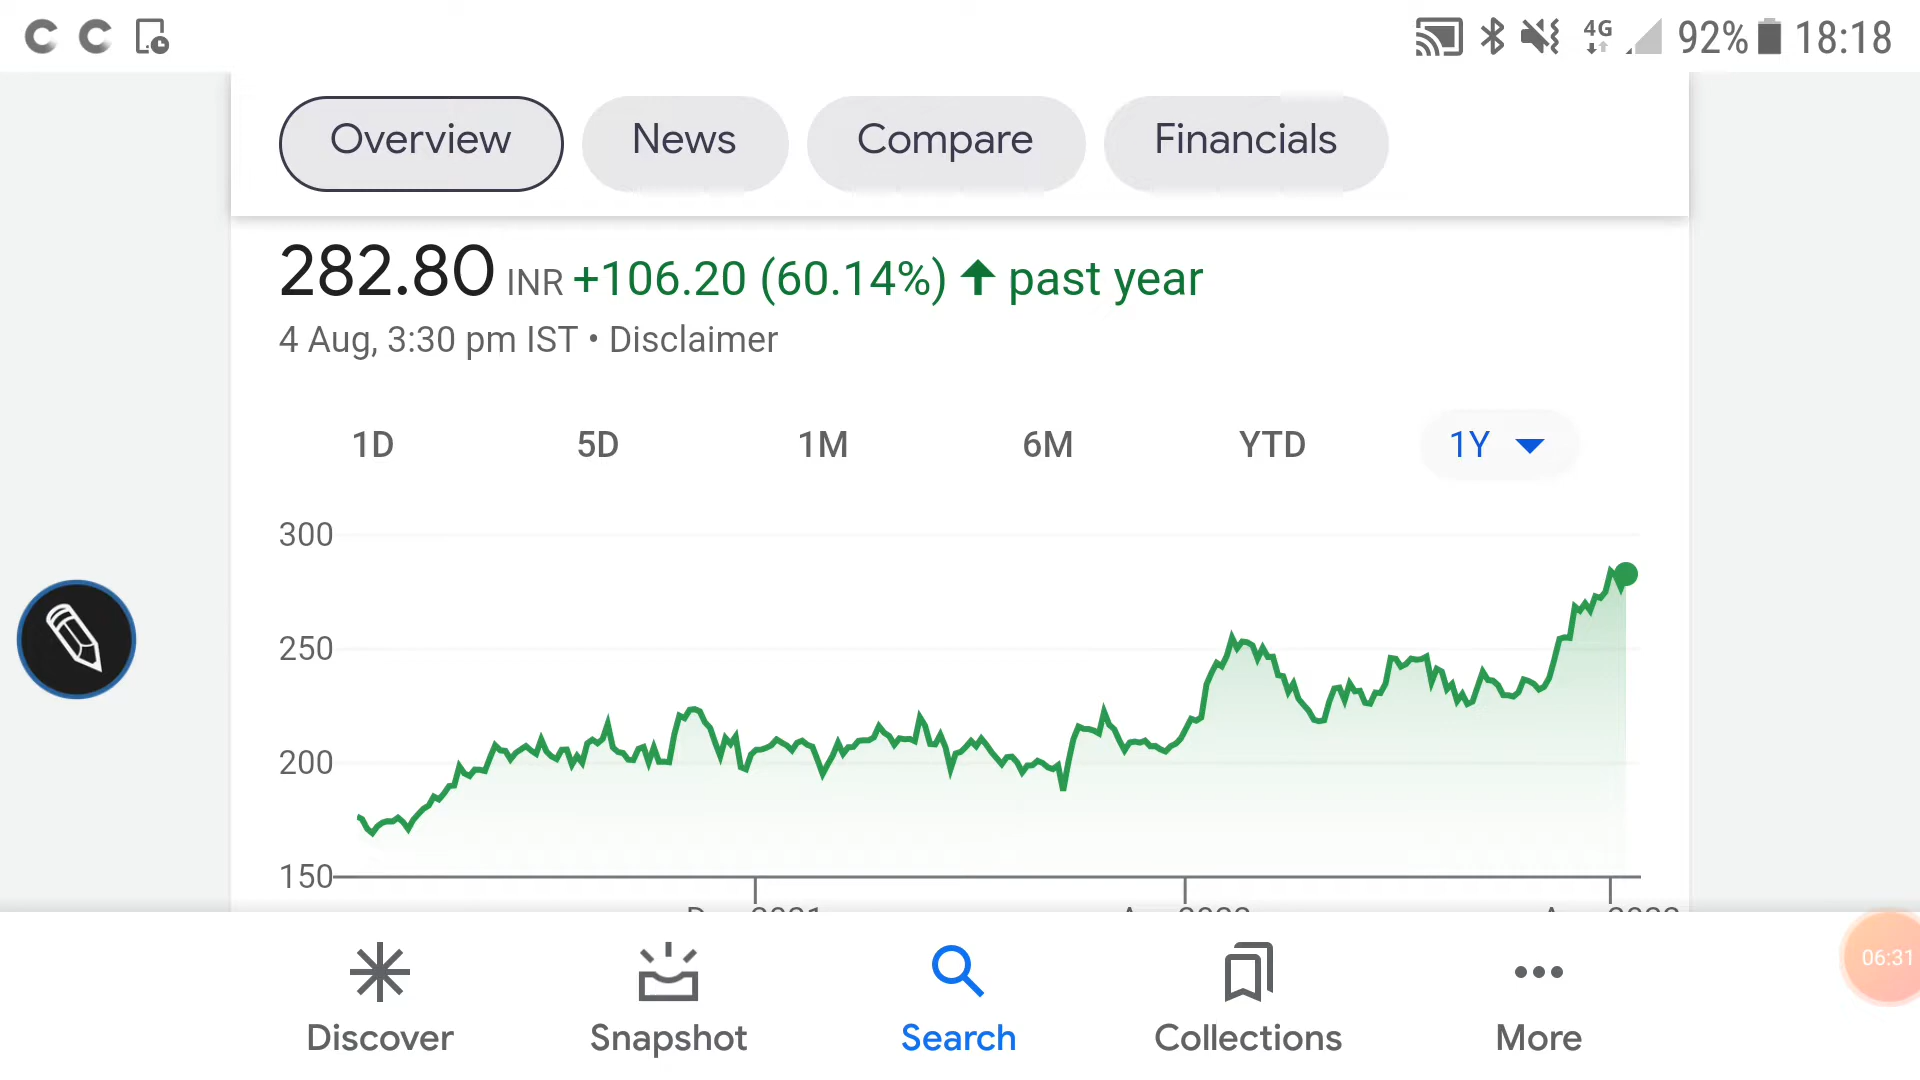 4G 92% 18:18
Overview News Compare Financials
282.80 INR +106.20 (60.14%) past year
4 Aug, 3:30 pm IST • Disclaimer
1D 5D 1M 6M YTD 1Y
300
250
200
150
06:31
Discover Snapshot Search Collections More